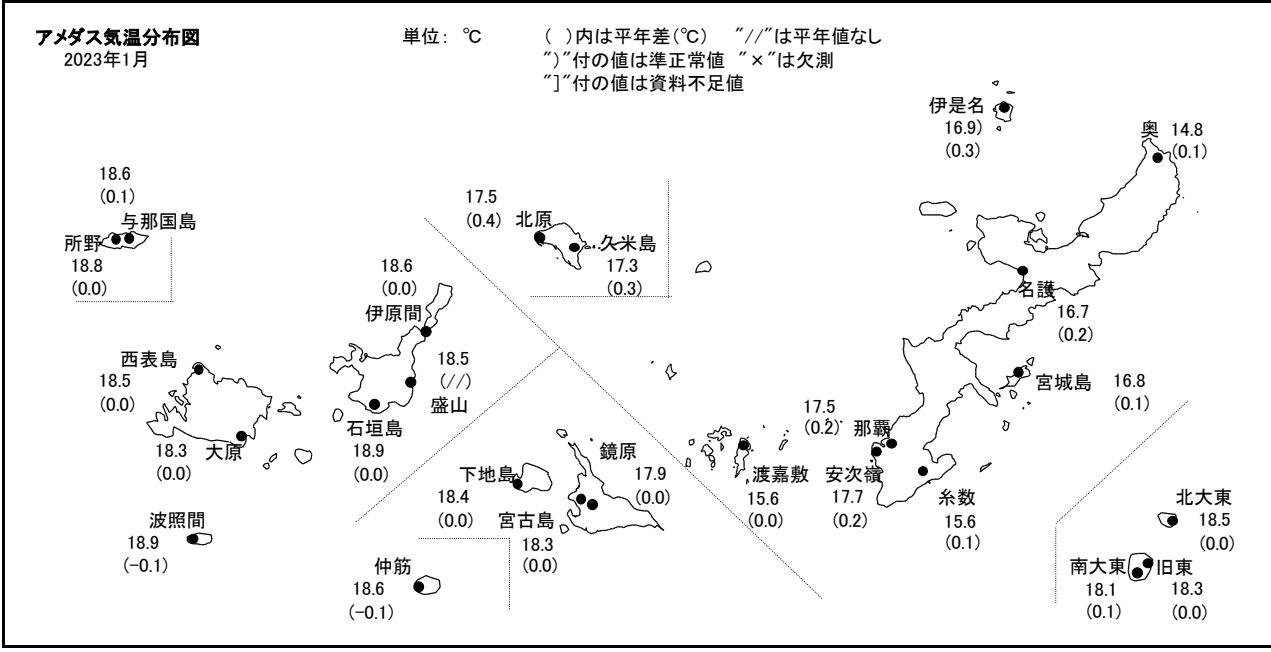 アメダス気温分布図
2023年1月
単位: ℃
( )内は平年差(℃) "//"は平年値なし
")"付の値は準正常値 "×"は欠測
"]"付の値は資料不足値
伊是名
16.9)
(0.3)
奥 14.8
(0.1)
18.6
(0.1)
与那国島
所野
18.8
(0.0)
17.5
(0.4)
北原
久米島
17.3
(0.3)
名護
16.7
(0.2)
18.6
(0.0)
伊原間
18.5
(//)
盛山
石垣島
18.9
(0.0)
西表島
18.5
(0.0)
18.3
(0.0)
大原
宮城島
16.8
(0.1)
17.5
(0.2)
那覇
安次嶺
17.7
(0.2)
渡嘉敷
15.6
(0.0)
糸数
15.6
(0.1)
鏡原
17.9
(0.0)
下地島
18.4
(0.0)
宮古島
18.3
(0.0)
波照間
18.9
(-0.1)
仲筋
18.6
(-0.1)
北大東
18.5
(0.0)
南大東
18.1
(0.1)
旧東
18.3
(0.0)